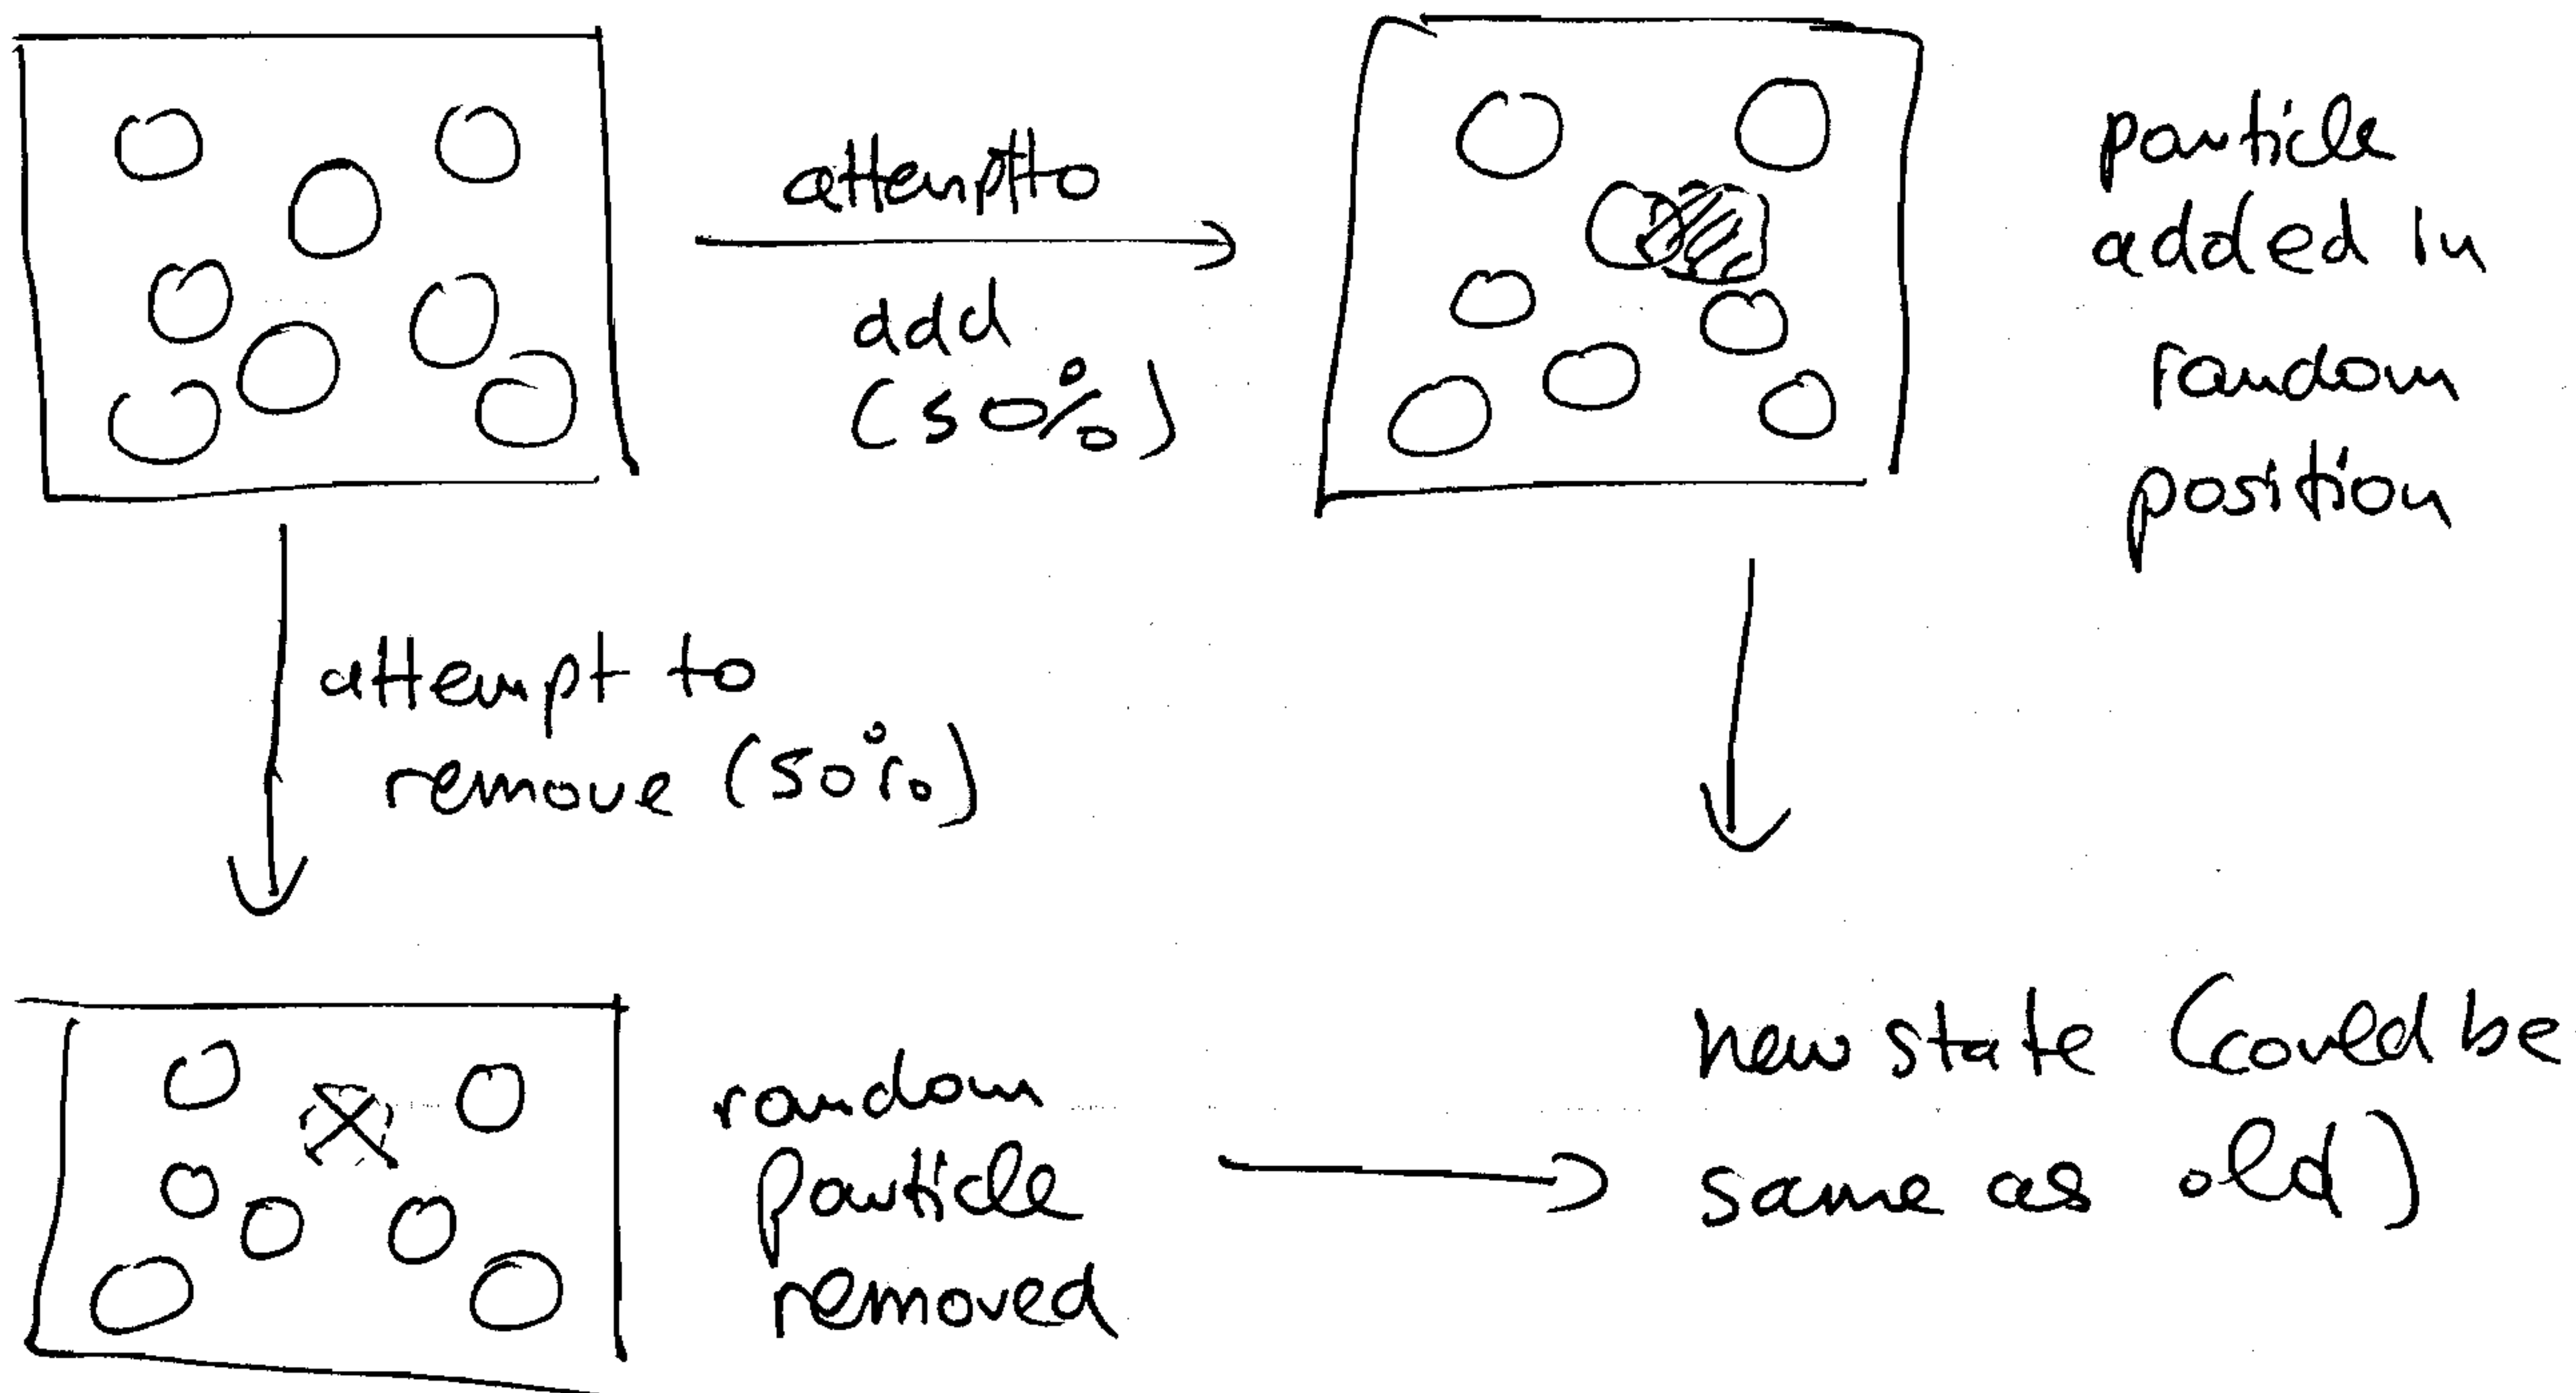 attempt to
add
(50%)
particle
added in
random
position
attempt to
remove (50%)
random
particle
removed
new state (could be
same as old)